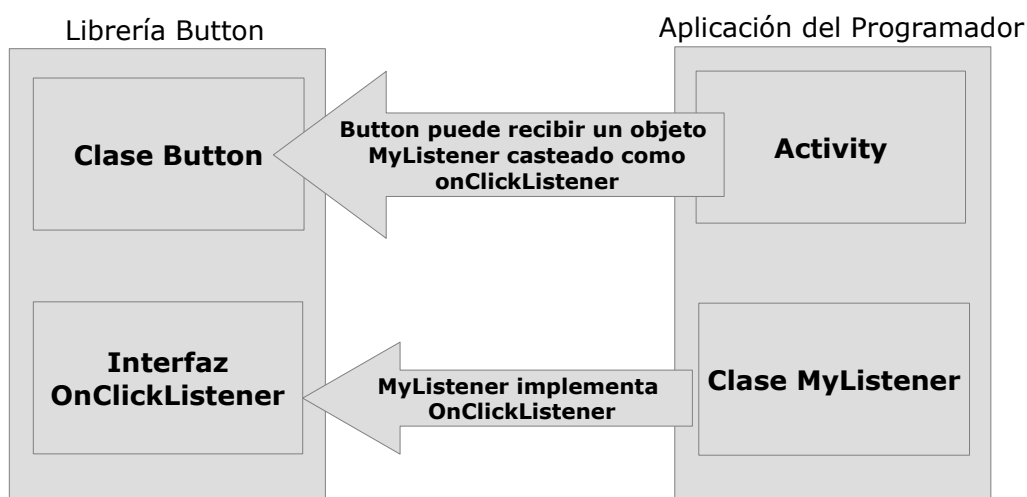 Librería Button
Aplicación del Programador
Clase Button
Button puede recibir un objeto
MyListener casteado como
onClickListener
Activity
Interfaz
OnClickListener
MyListener implementa
OnClickListener
Clase MyListener